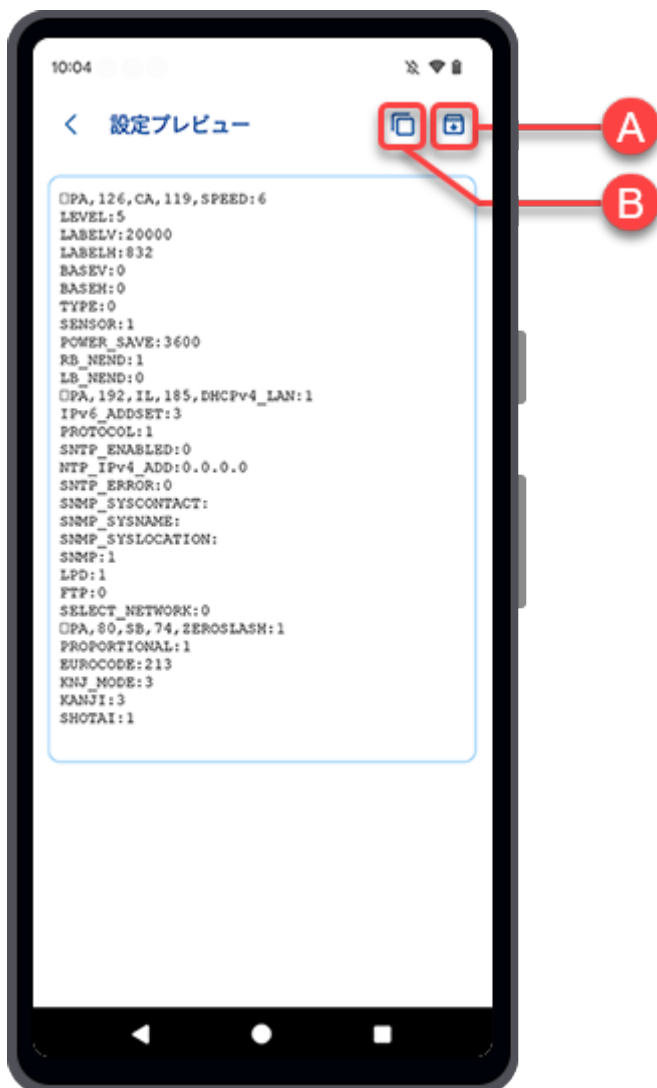 10:04
設定プレビュー
A
B
□PA,126,CA,119,SPEED:6
LEVEL:5
LABELV:20000
LABELH:832
BASEV:0
BASEH:0
TYPE:0
SENSOR:1
POWER_SAVE:3600
RB_NEND:1
LB_NEND:0
□PA,192,IL,185,DHCPv4_LAN:1
IPv6_ADDSET:3
PROTOCOL:1
SNTP_ENABLED:0
NTP_IPv4_ADD:0.0.0.0
SNTP_ERROR:0
SNMP_SYSCONTACT:
SNMP_SYSNAME:
SNMP_SYSLOCATION:
SNMP:1
LPD:1
FTP:0
SELECT_NETWORK:0
□PA,80,SB,74,ZEROSLASH:1
PROPORTIONAL:1
EUROCODE:213
KNJ_MODE:3
KANJI:3
SHOTAI:1